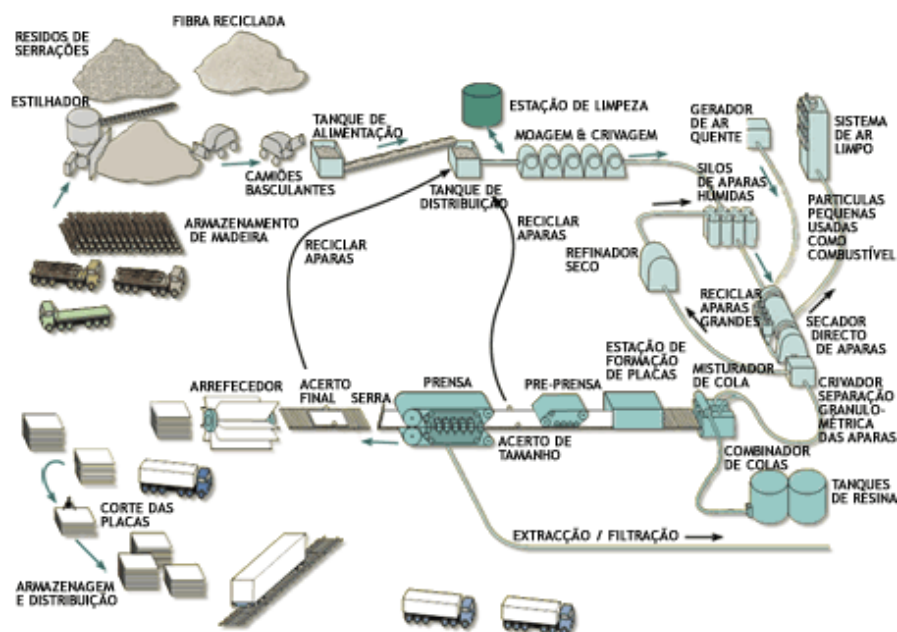 RESIDOS DE
SERRAÇÕES
FIBRA RECICLADA
ESTILHADOR
TANQUE DE
ALIMENTAÇÃO
ESTAÇÃO DE LIMPEZA
MOAGEM & CRIVAGEM
GERADOR
DE AR
QUENTE
SISTEMA
DE AR
LIMPO
CAMIÕES
BASCULANTES
TANQUE DE
DISTRIBUIÇÃO
SILOS
DE APARAS
HÚMIDAS
ARMAZENAMENTO
DE MADEIRA
RECICLAR
APARAS
RECICLAR
APARAS
REFINADOR
SECO
PARTICULAS
PEQUENAS
USADAS
COMO
COMBUSTÍVEL
RECICLAR
APARAS
GRANDES
SECADOR
DIRECTO
DE APARAS
ESTAÇÃO DE
FORMAÇÃO
DE PLACAS
MISTURADOR
DE COLA
ARREFECEDOR
ACERTO
FINAL
SERRA
PRENSA
PRE-PRENSA
CRIVADOR
SEPARAÇÃO
GRANULO-
MÉTRICA
DAS APARAS
ACERTO DE
TAMANHO
COMBINADOR
DE COLAS
TANQUES
DE RESINA
CORTE DAS
PLACAS
EXTRACÇÃO / FILTRAÇÃO
ARMAZENAGEM
E DISTRIBUIÇÃO